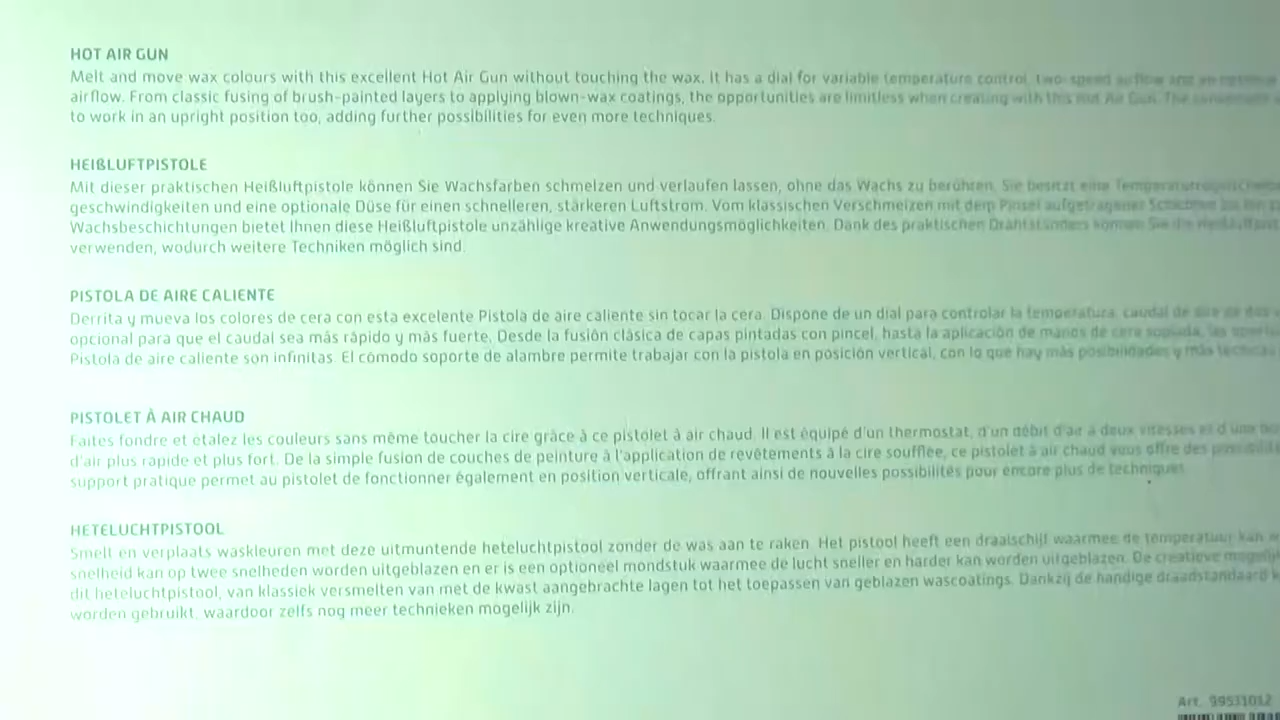 HOT AIR GUN
Melt and move wax colours with this excellent Hot Air Gun without touching the wax. It has a dial for variable temperature control, two-speed airflow and an
airflow. From classic fusing of brush-painted layers to applying blown-wax coatings, the opportunities are limitless when creating with this Hot Air Gun. The
to work in an upright position too, adding further possibilities for even more techniques.
HEIßLUFTPISTOLE
Mit dieser praktischen Heißluftpistole können Sie Wachsfarben schmelzen und verlaufen lassen, ohne das Wachs zu berühren. Sie besitzt eine
geschwindigkeiten und eine optionale Düse für einen schnelleren, stärkeren Luftstrom. Vom klassischen Verschmelzen mit dem Pinsel aufgetragener
Wachsbeschichtungen bietet Ihnen diese Heißluftpistole unzählige kreative Anwendungsmöglichkeiten. Dank des praktischen Drahtständers können Sie die
verwenden, wodurch weitere Techniken möglich sind.
PISTOLA DE AIRE CALIENTE
Derrita y mueva los colores de cera con esta excelente Pistola de aire caliente sin tocar la cera. Dispone de un dial para controlar la temperatura, caudal de aire de dos
opcional para que el caudal sea más rápido y más fuerte. Desde la fusión clásica de capas pintadas con pincel, hasta la aplicación de manos de cera soplada, las
Pistola de aire caliente son infinitas. El cómodo soporte de alambre permite trabajar con la pistola en posición vertical, con lo que hay más posibilidades y más
PISTOLET À AIR CHAUD
Faites fondre et étalez les couleurs sans même toucher la cire grâce à ce pistolet à air chaud. Il est équipé d'un thermostat, d'un débit d'air à deux vitesses et d'une
d'air plus rapide et plus fort. De la simple fusion de couches de peinture à l'application de revêtements à la cire soufflée, ce pistolet à air chaud vous offre des
support pratique permet au pistolet de fonctionner également en position verticale, offrant ainsi de nouvelles possibilités pour encore plus de techniques.
HETELUCHTPISTOOL
Smelt en verplaats waskleuren met deze uitmuntende heteluchtpistool zonder de was aan te raken. Het pistool heeft een draaischijf waarmee de temperatuur kan
snelheid kan op twee snelheden worden uitgeblazen en er is een optioneel mondstuk waarmee de lucht sneller en harder kan worden uitgeblazen. De creatieve
dit heteluchtpistool, van klassiek versmelten van met de kwast aangebrachte lagen tot het toepassen van geblazen wascoatings. Dankzij de handige draadstandaard
worden gebruikt, waardoor zelfs nog meer technieken mogelijk zijn.
Art. 99531012